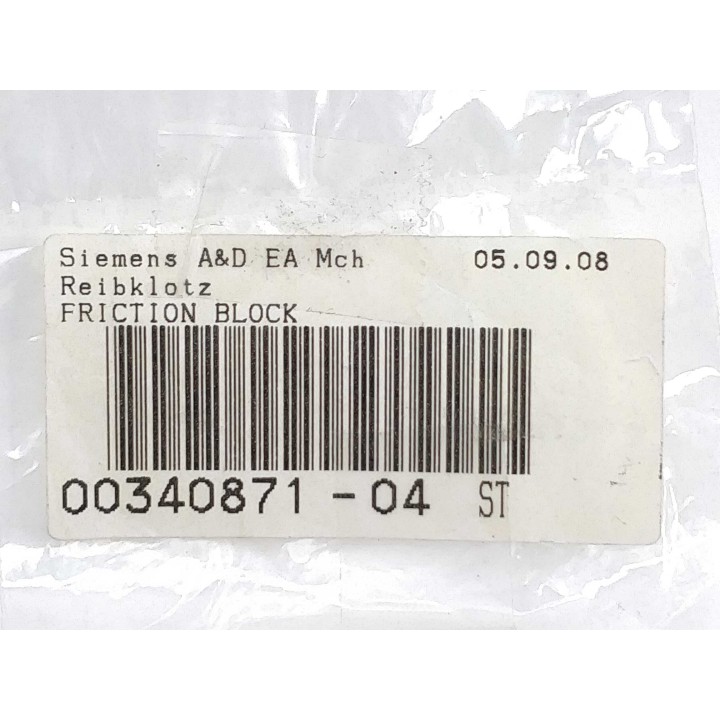 Siemens A&D EA Mch 05.09.08
Reibklotz
FRICTION BLOCK
00340871 -04 ST